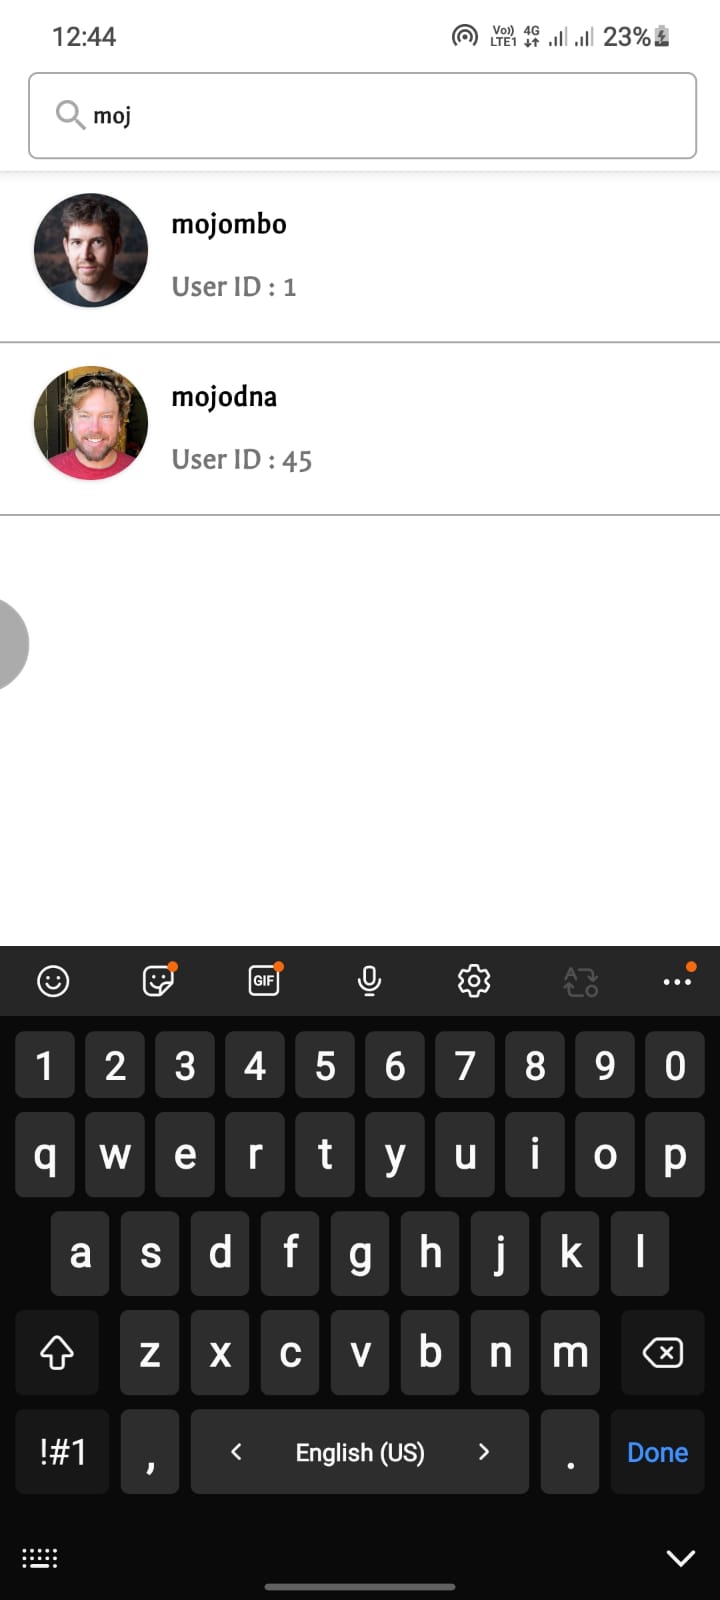 12:44 Vo)) LTE1 4G 23%
moj
mojombo
User ID : 1
mojodna
User ID : 45
GIF
1 2 3 4 5 6 7 8 9 0
q w e r t y u i o p
a s d f g h j k l
z x c v b n m
!#1 , < English (US) > . Done